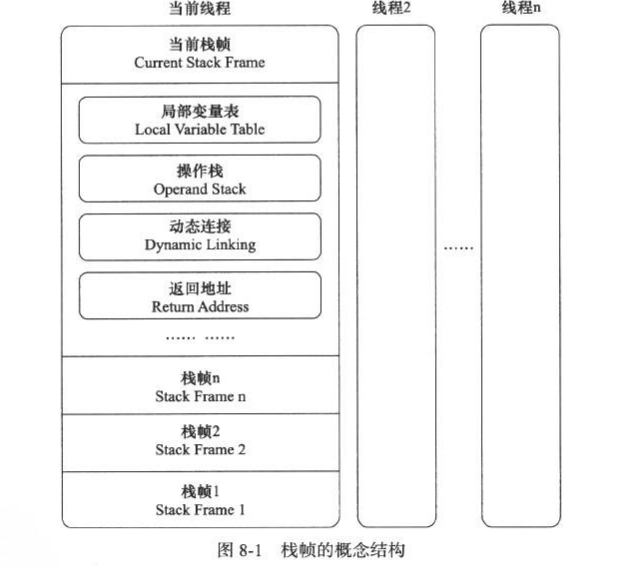 当前线程
线程2
线程n
当前栈帧
Current Stack Frame
局部变量表
Local Variable Table
操作栈
Operand Stack
动态连接
Dynamic Linking
返回地址
Return Address
…… ……
……
栈帧n
Stack Frame n
栈帧2
Stack Frame 2
栈帧1
Stack Frame 1
图 8-1 栈帧的概念结构